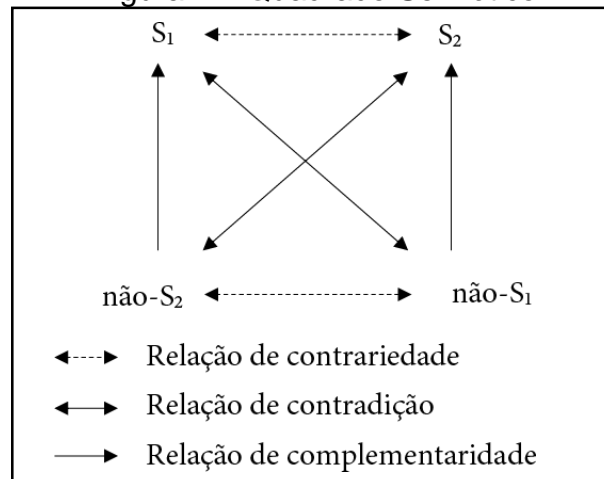 S₁ S₂
não-S₂ não-S₁
Relação de contrariedade
Relação de contradição
Relação de complementaridade